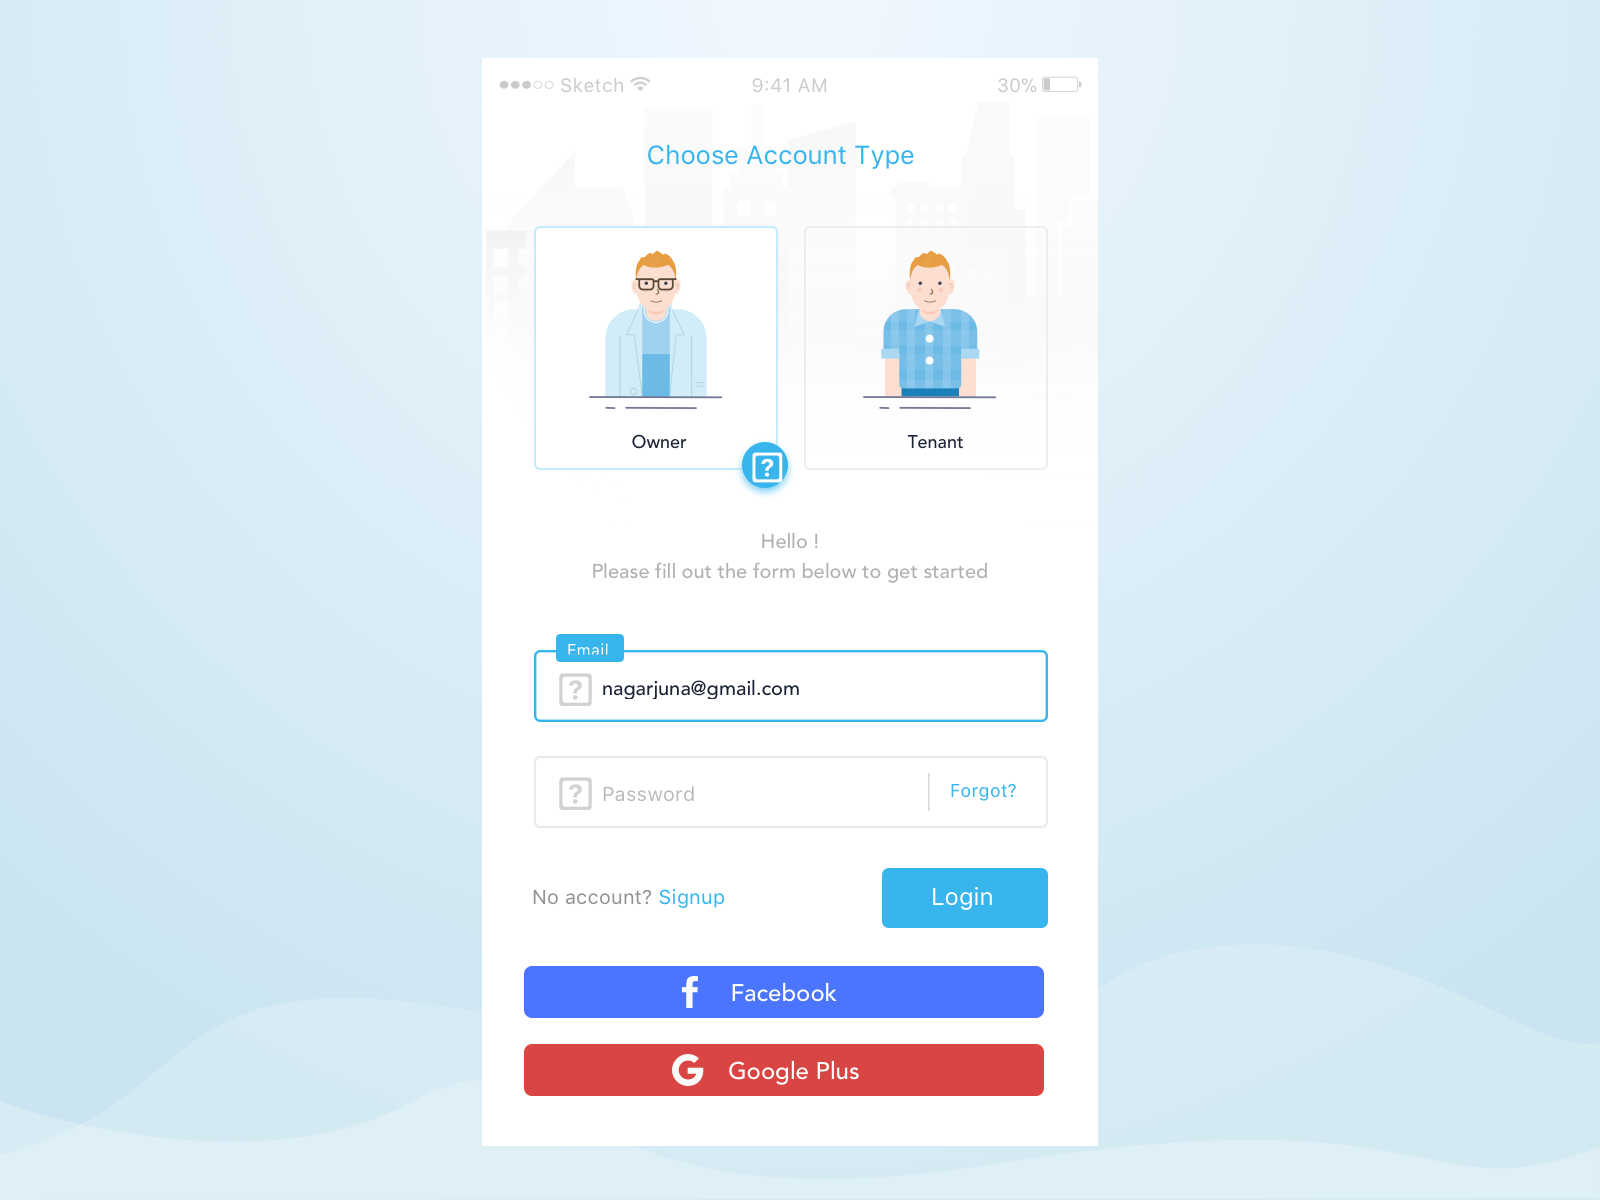 Sketch 9:41 AM 30%
Choose Account Type
Owner Tenant
?
Hello !
Please fill out the form below to get started
Email
? nagarjuna@gmail.com
? Password Forgot?
No account? Signup Login
f Facebook
G Google Plus